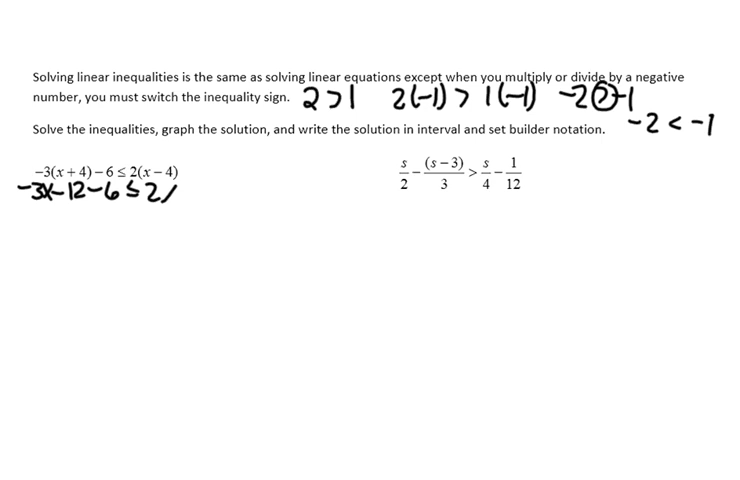 Solving linear inequalities is the same as solving linear equations except when you multiply or divide by a negative
number, you must switch the inequality sign. 2>1 2(-1)>1(-1) -2>-1
-2<-1
Solve the inequalities, graph the solution, and write the solution in interval and set builder notation.
−3(x+4)−6≤2(x−4)
-3x-12-6≤2
s/2 − (s−3)/3 > s/4 − 1/12